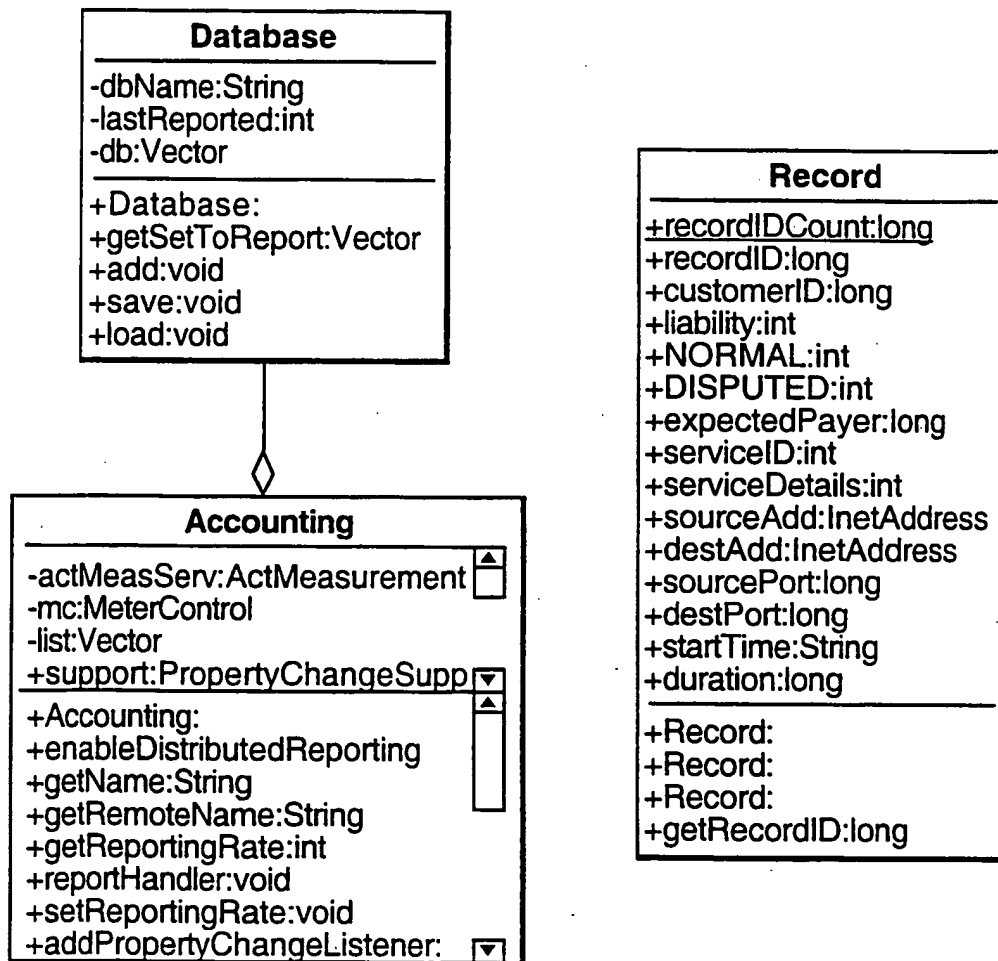 Database
-dbName:String
-lastReported:int
-db:Vector
+Database:
+getSetToReport:Vector
+add:void
+save:void
+load:void
Accounting
-actMeasServ:ActMeasurement
-mc:MeterControl
-list:Vector
+support:PropertyChangeSupp
+Accounting:
+enableDistributedReporting
+getName:String
+getRemoteName:String
+getReportingRate:int
+reportHandler:void
+setReportingRate:void
+addPropertyChangeListener:
Record
+recordIDCount:long
+recordID:long
+customerID:long
+liability:int
+NORMAL:int
+DISPUTED:int
+expectedPayer:long
+serviceID:int
+serviceDetails:int
+sourceAdd:InetAddress
+destAdd:InetAddress
+sourcePort:long
+destPort:long
+startTime:String
+duration:long
+Record:
+Record:
+Record:
+getRecordID:long